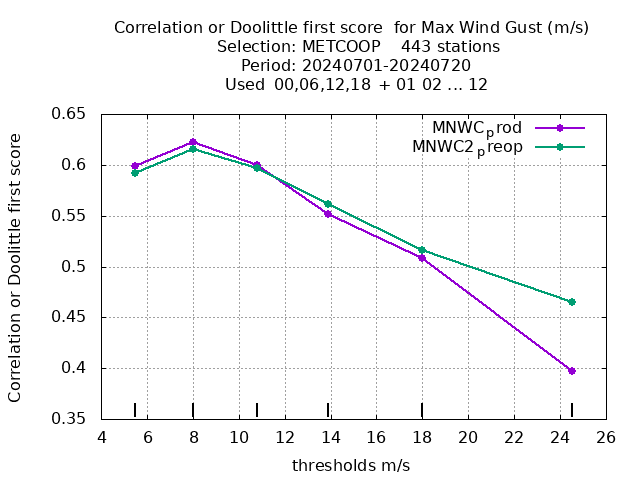 Correlation or Doolittle first score  for Max Wind Gust (m/s)
Selection: METCOOP    443 stations
Period: 20240701-20240720
Used  00,06,12,18 + 01 02 ... 12
MNWCprod
MNWC2preop
Correlation or Doolittle first score
0.65
0.6
0.55
0.5
0.45
0.4
0.35
4 6 8 10 12 14 16 18 20 22 24 26
thresholds m/s